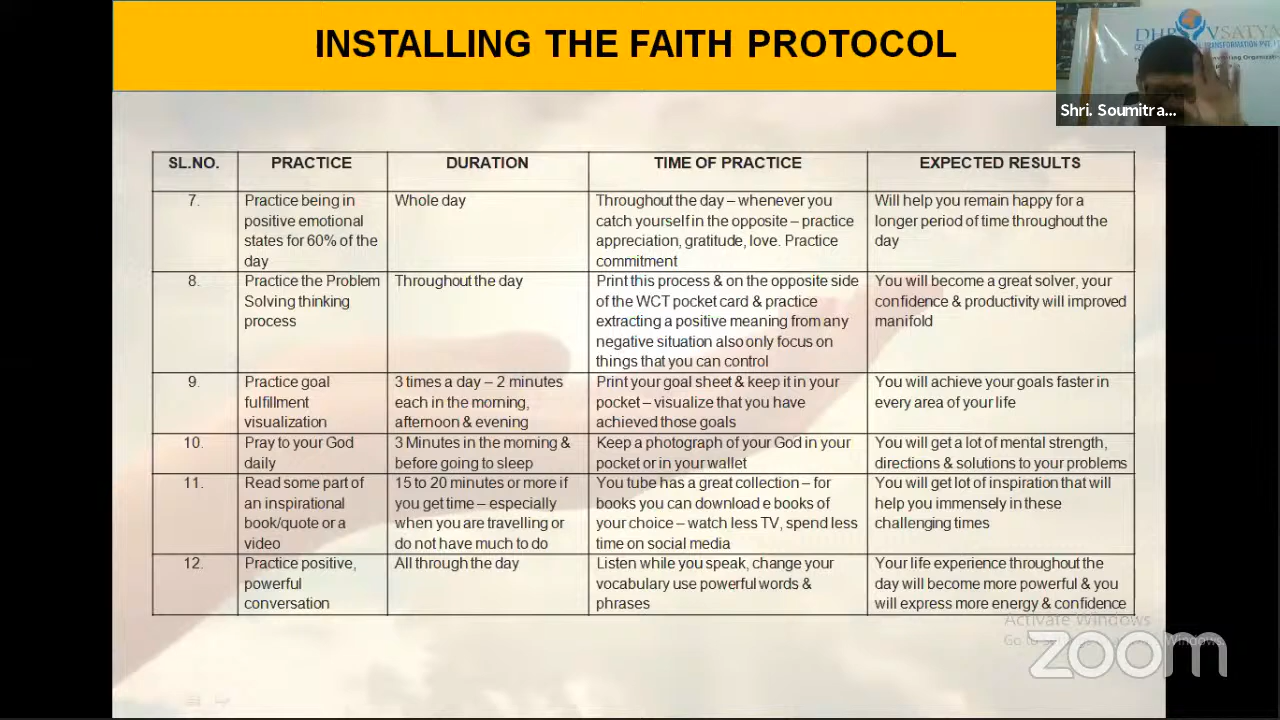 INSTALLING THE FAITH PROTOCOL
Shri. Soumitra...
SL.NO. PRACTICE DURATION TIME OF PRACTICE EXPECTED RESULTS
7. Practice being in Whole day Throughout the day – whenever you Will help you remain happy for a
positive emotional catch yourself in the opposite – practice longer period of time throughout the
states for 60% of the appreciation, gratitude, love. Practice day
day commitment
8. Practice the Problem Throughout the day Print this process & on the opposite side You will become a great solver, your
Solving thinking of the WCT pocket card & practice confidence & productivity will improved
process extracting a positive meaning from any manifold
negative situation also only focus on
things that you can control
9. Practice goal 3 times a day – 2 minutes Print your goal sheet & keep it in your You will achieve your goals faster in
fulfillment each in the morning, pocket – visualize that you have every area of your life
visualization afternoon & evening achieved those goals
10. Pray to your God 3 Minutes in the morning & Keep a photograph of your God in your You will get a lot of mental strength,
daily before going to sleep pocket or in your wallet directions & solutions to your problems
11. Read some part of 15 to 20 minutes or more if You tube has a great collection – for You will get lot of inspiration that will
an inspirational you get time – especially books you can download e books of help you immensely in these
book/quote or a when you are travelling or your choice – watch less TV, spend less challenging times
video do not have much to do time on social media
12. Practice positive, All through the day Listen while you speak, change your Your life experience throughout the
powerful vocabulary use powerful words & day will become more powerful & you
conversation phrases will express more energy & confidence
Activate Windows
zoom